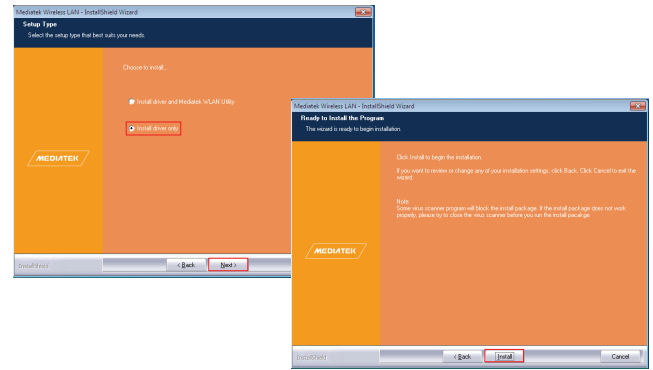 Mediatek Wireless LAN - InstallShield Wizard
Setup Type
Select the setup type that best suits your needs.
Choose to install...
Install driver and Mediatek WLAN Utility
Install driver only
MEDIATEK
InstallShield
< Back
Next >
Mediatek Wireless LAN - InstallShield Wizard
Ready to Install the Program
The wizard is ready to begin installation.
Click Install to begin the installation.
If you want to review or change any of your installation settings, click Back. Click Cancel to exit the
wizard.
Note:
Some virus scanner program will block the install package. If the install package does not work
properly, please try to close the virus scanner before you run the install pacakge
MEDIATEK
InstallShield
< Back
Install
Cancel